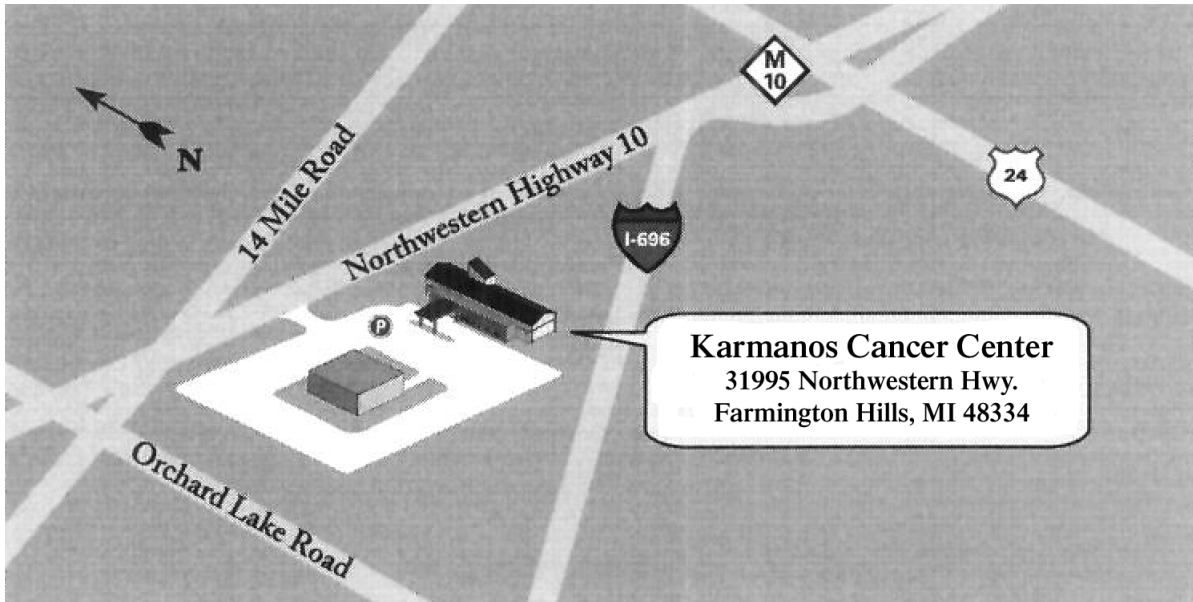 M
10
24
N
14 Mile Road
Northwestern Highway 10
I-696
P
Karmanos Cancer Center
31995 Northwestern Hwy.
Farmington Hills, MI 48334
Orchard Lake Road